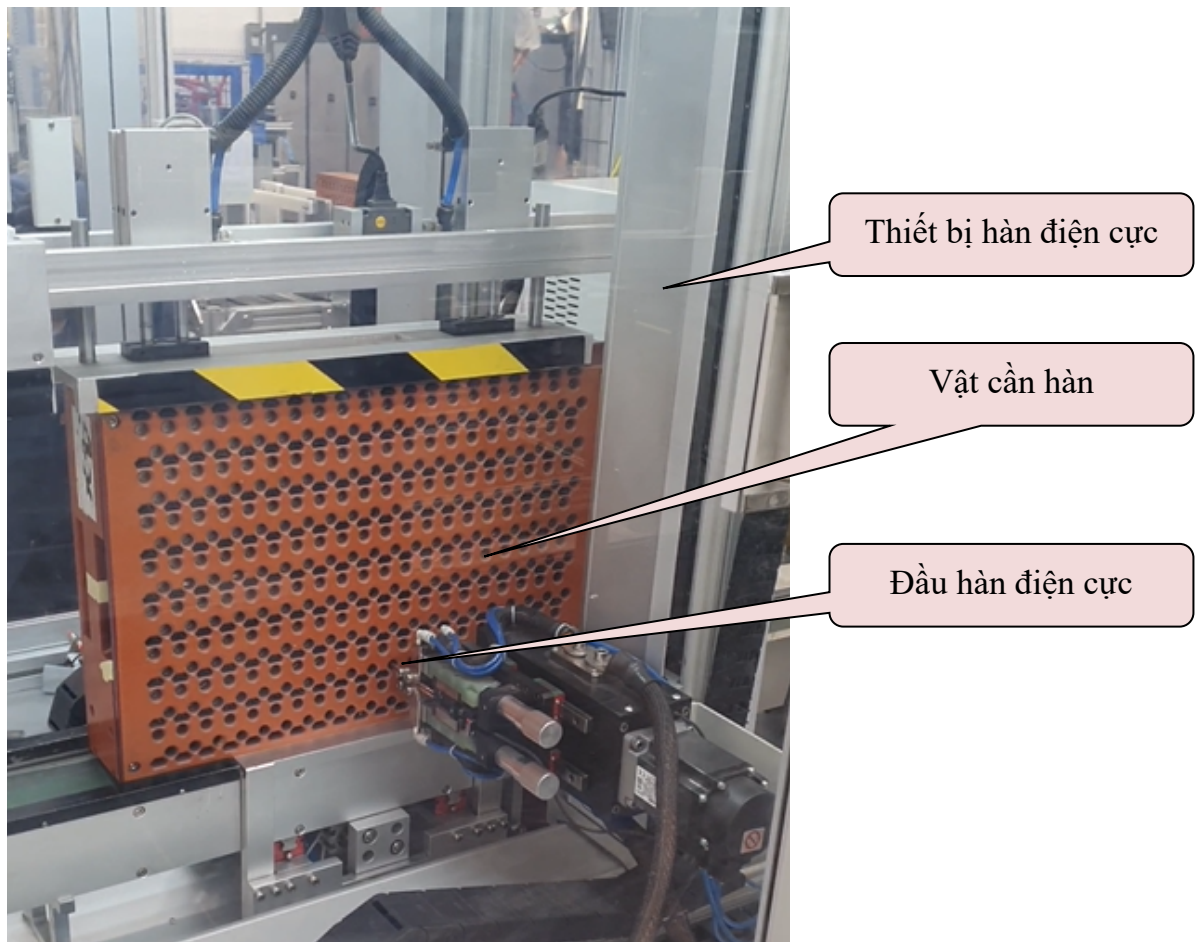 Thiết bị hàn điện cực
Vật cần hàn
Đầu hàn điện cực